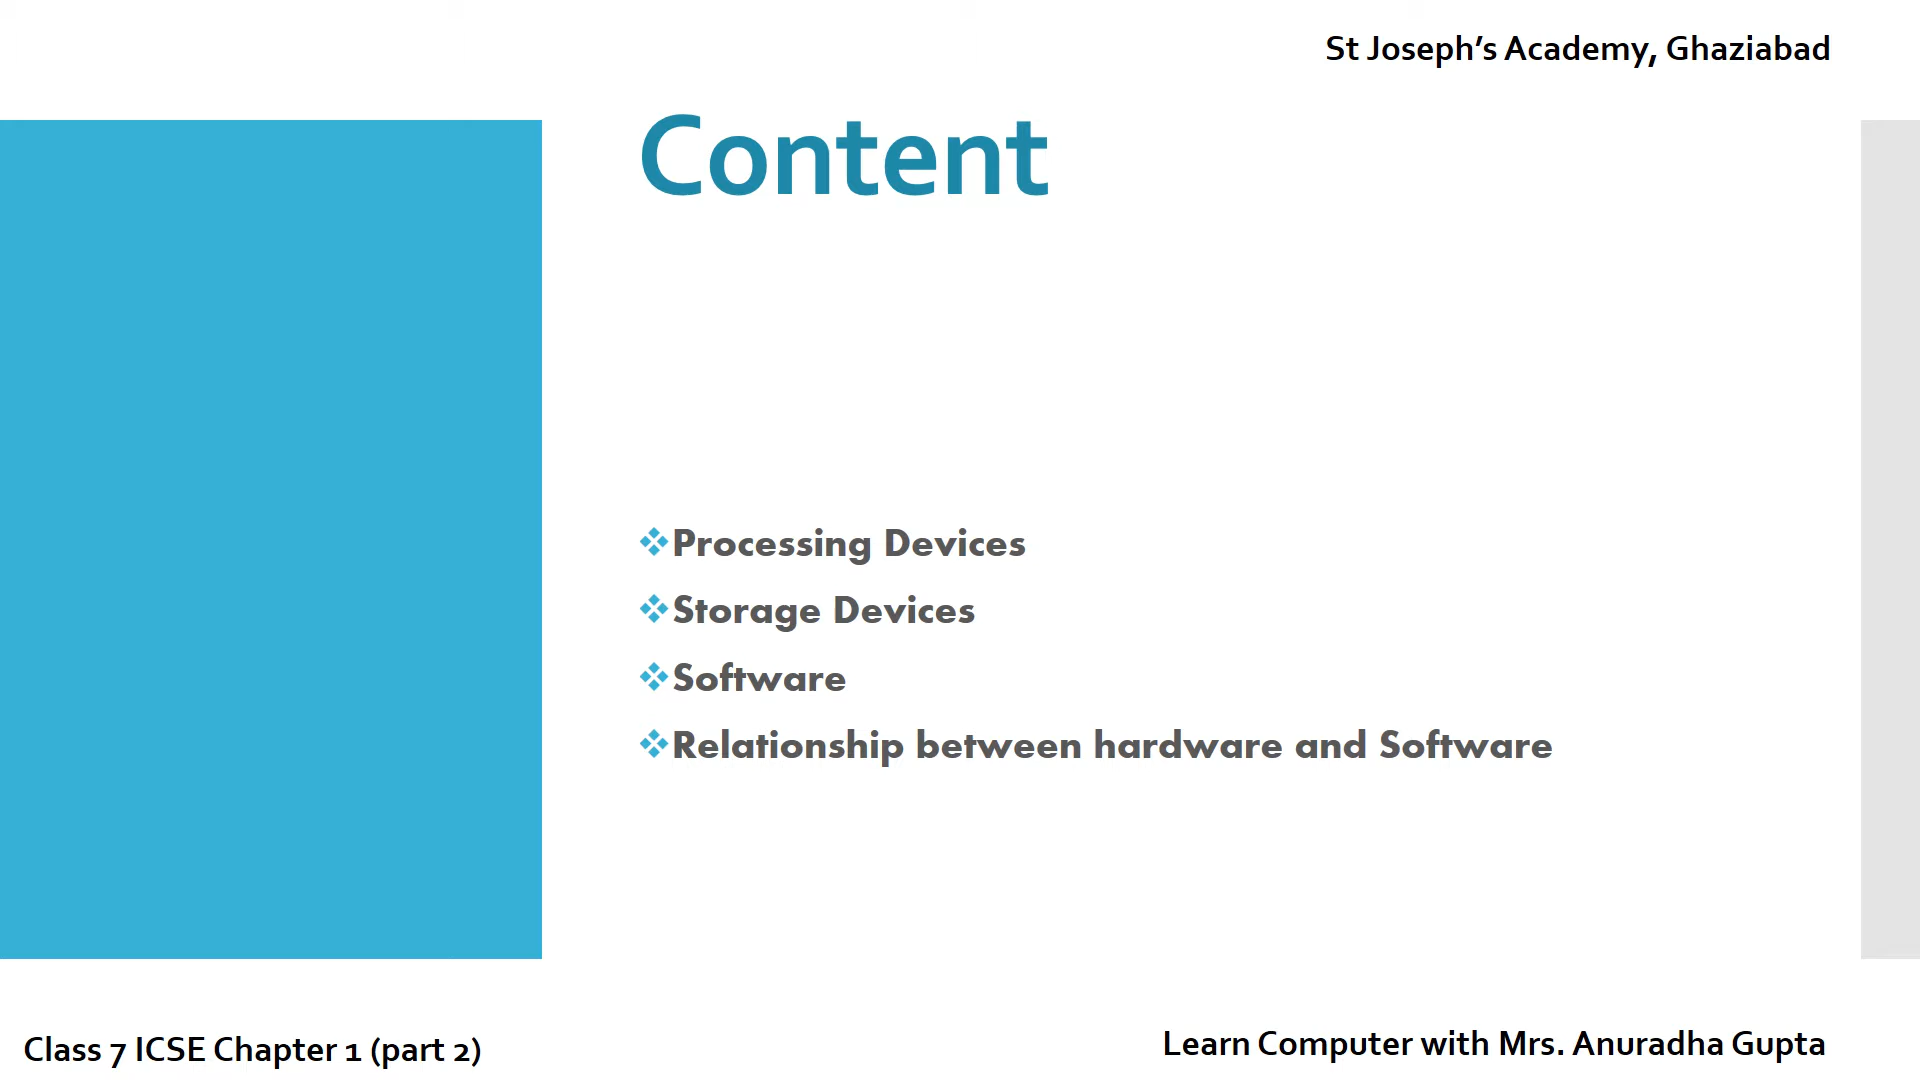 St Joseph’s Academy, Ghaziabad
Content
❖Processing Devices
❖Storage Devices
❖Software
❖Relationship between hardware and Software
Class 7 ICSE Chapter 1 (part 2)
Learn Computer with Mrs. Anuradha Gupta